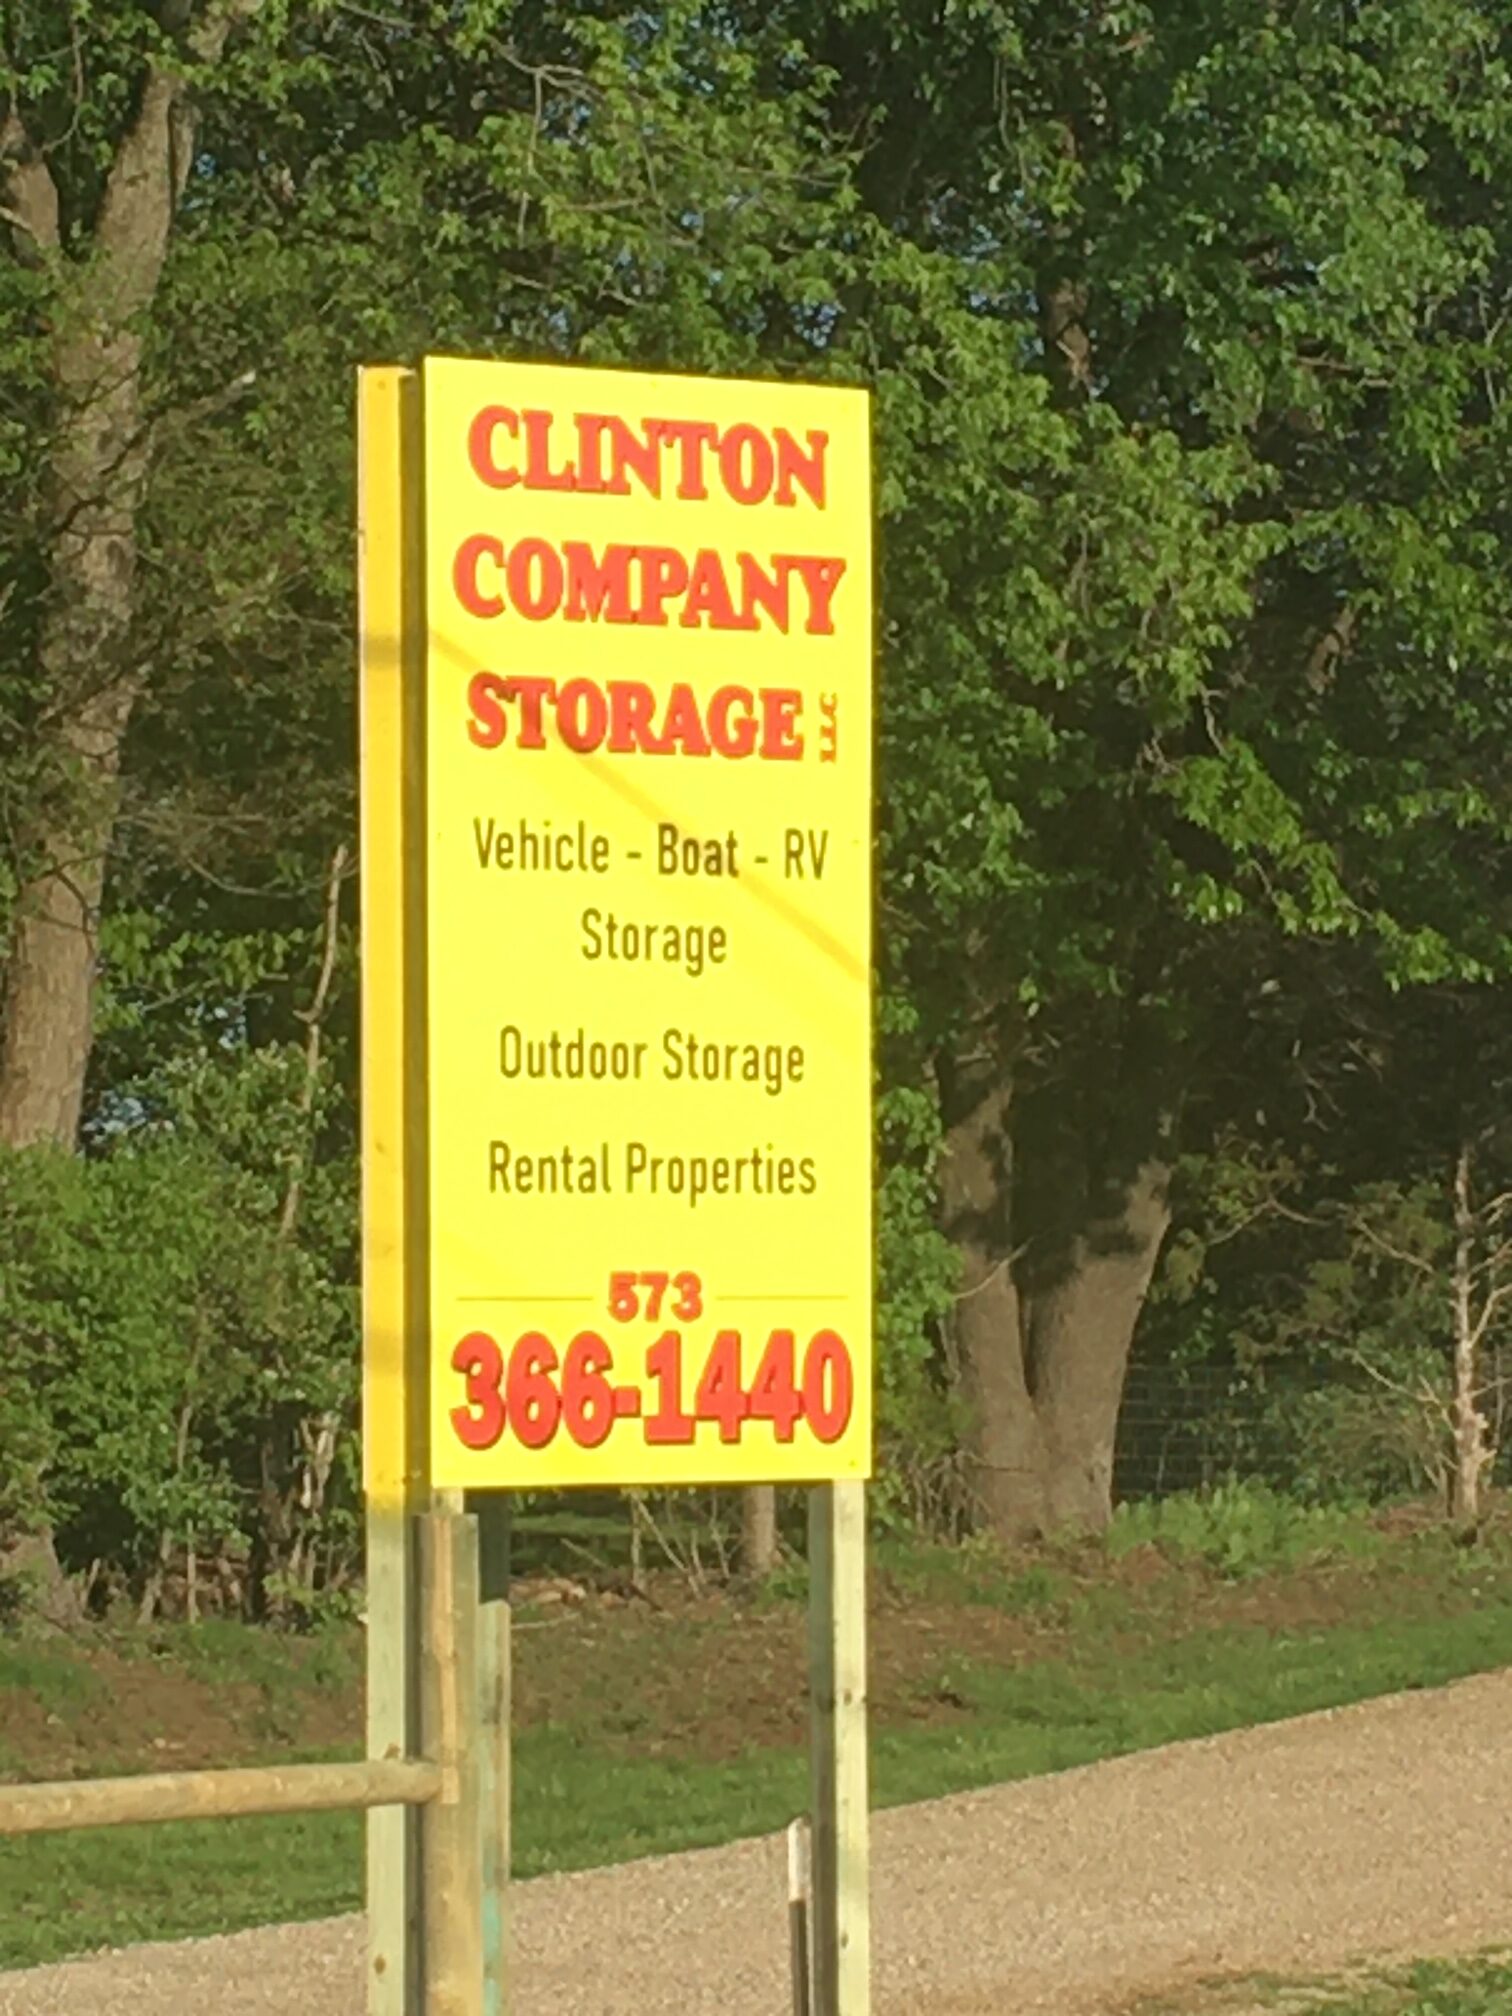 CLINTON
COMPANY
STORAGE LLC
Vehicle - Boat - RV
Storage
Outdoor Storage
Rental Properties
573
366-1440